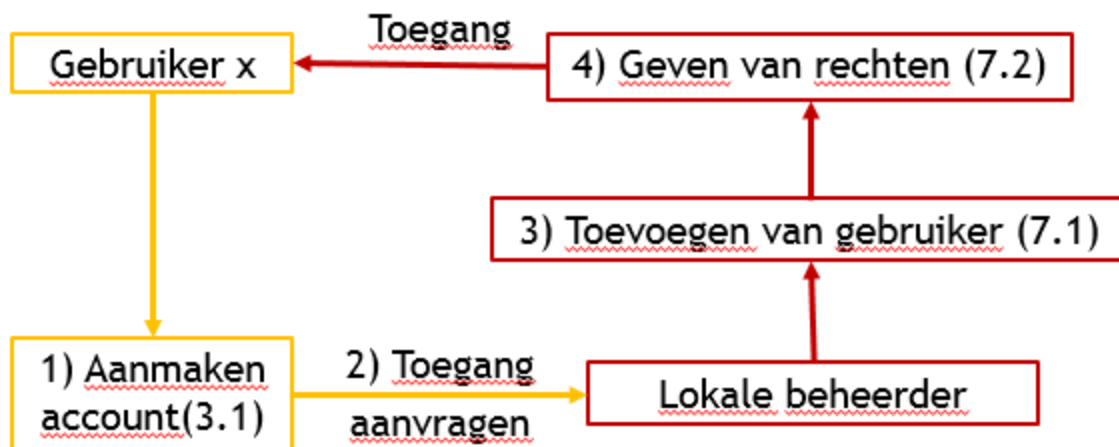 Toegang
Gebruiker x
4) Geven van rechten (7.2)
3) Toevoegen van gebruiker (7.1)
1) Aanmaken
account(3.1)
2) Toegang
aanvragen
Lokale beheerder